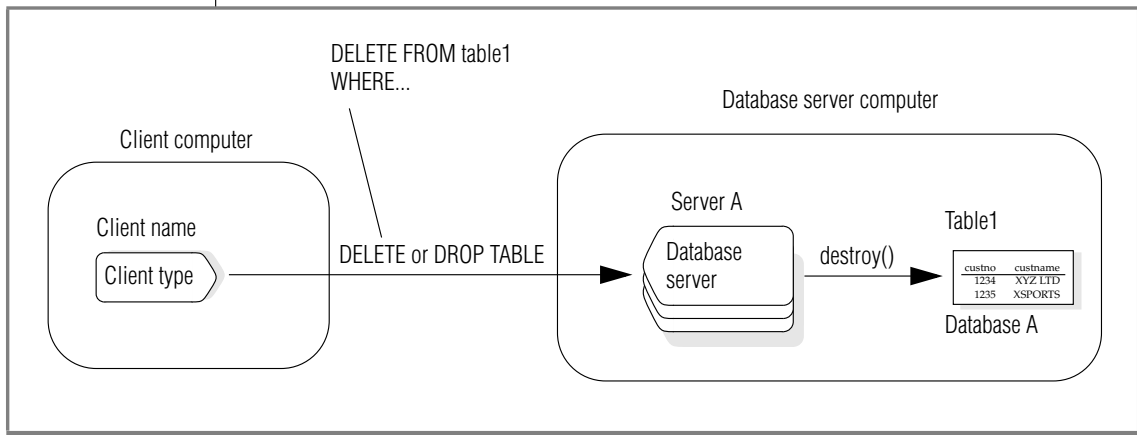 DELETE FROM table1
WHERE...
Database server computer
Client computer
Server A
Table1
Client name
Client type
DELETE or DROP TABLE
Database
server
destroy()
custno custname
1234 XYZ LTD
1235 XSPORTS
Database A